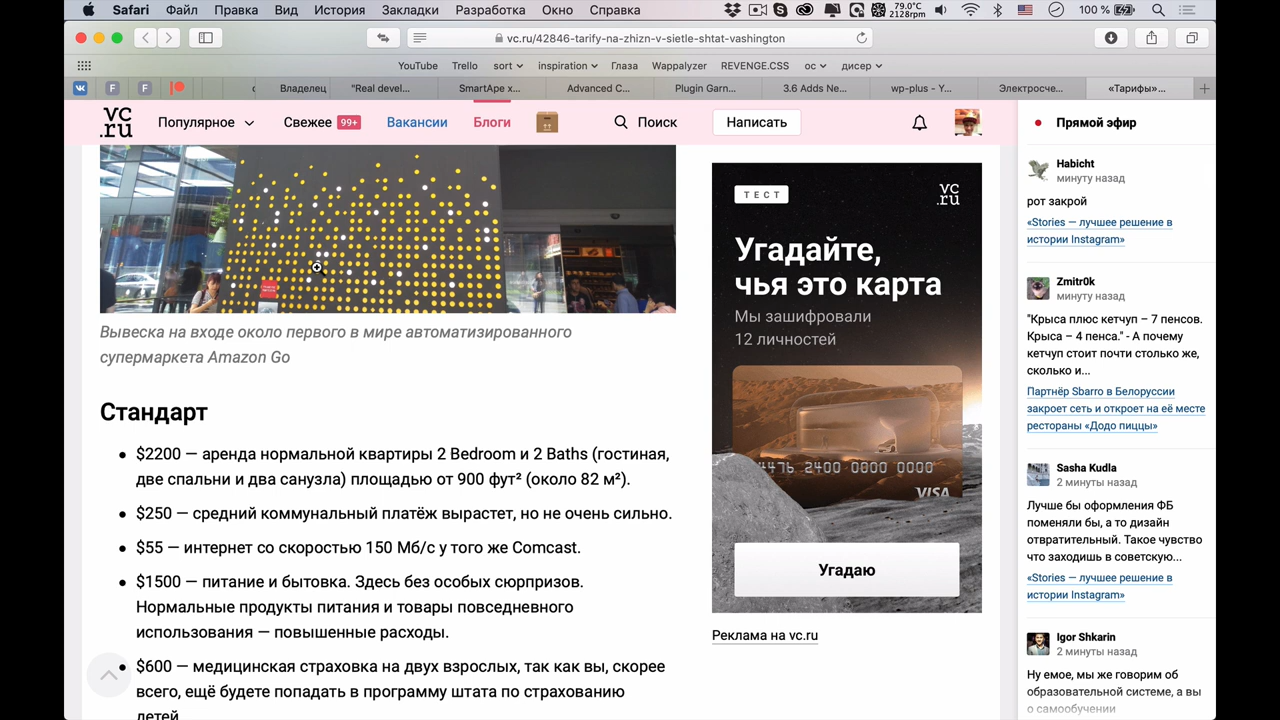 Safari Файл Правка Вид История Закладки Разработка Окно Справка
79.0°C
2128rpm
100 %
vc.ru/42846-tarify-na-zhizn-v-sietle-shtat-vashington
YouTube Trello sort inspiration Глаза Wappalyzer REVENGE.CSS ос дисер
F F Владелец "Real devel... SmartApe x... Advanced C... Plugin Garn... 3.6 Adds Ne... wp-plus - Y... Электросче... «Тарифы»...
vc
.ru
Популярное Свежее 99+ Вакансии Блоги Поиск Написать
Вывеска на входе около первого в мире автоматизированного
супермаркета Amazon Go
Стандарт
• $2200 — аренда нормальной квартиры 2 Bedroom и 2 Baths (гостиная,
две спальни и два санузла) площадью от 900 фут² (около 82 м²).
• $250 — средний коммунальный платёж вырастет, но не очень сильно.
• $55 — интернет со скоростью 150 Мб/с у того же Comcast.
• $1500 — питание и бытовка. Здесь без особых сюрпризов.
Нормальные продукты питания и товары повседневного
использования — повышенные расходы.
• $600 — медицинская страховка на двух взрослых, так как вы, скорее
всего, ещё будете попадать в программу штата по страхованию
детей
ТЕСТ
vc
.ru
Угадайте,
чья это карта
Мы зашифровали
12 личностей
4476 2400 0800 0000
VISA
Угадаю
Реклама на vc.ru
Прямой эфир
Habicht
минуту назад
рот закрой
«Stories — лучшее решение в
истории Instagram»
Zmitr0k
минуту назад
"Крыса плюс кетчуп – 7 пенсов.
Крыса – 4 пенса." - А почему
кетчуп стоит почти столько же,
сколько и...
Партнёр Sbarro в Белоруссии
закроет сеть и откроет на её месте
рестораны «Додо пиццы»
Sasha Kudla
2 минуты назад
Лучше бы оформления ФБ
поменяли бы, а то дизайн
отвратительный. Такое чувство
что заходишь в советскую...
«Stories — лучшее решение в
истории Instagram»
Igor Shkarin
2 минуты назад
Ну емое, мы же говорим об
образовательной системе, а вы
о самообучении